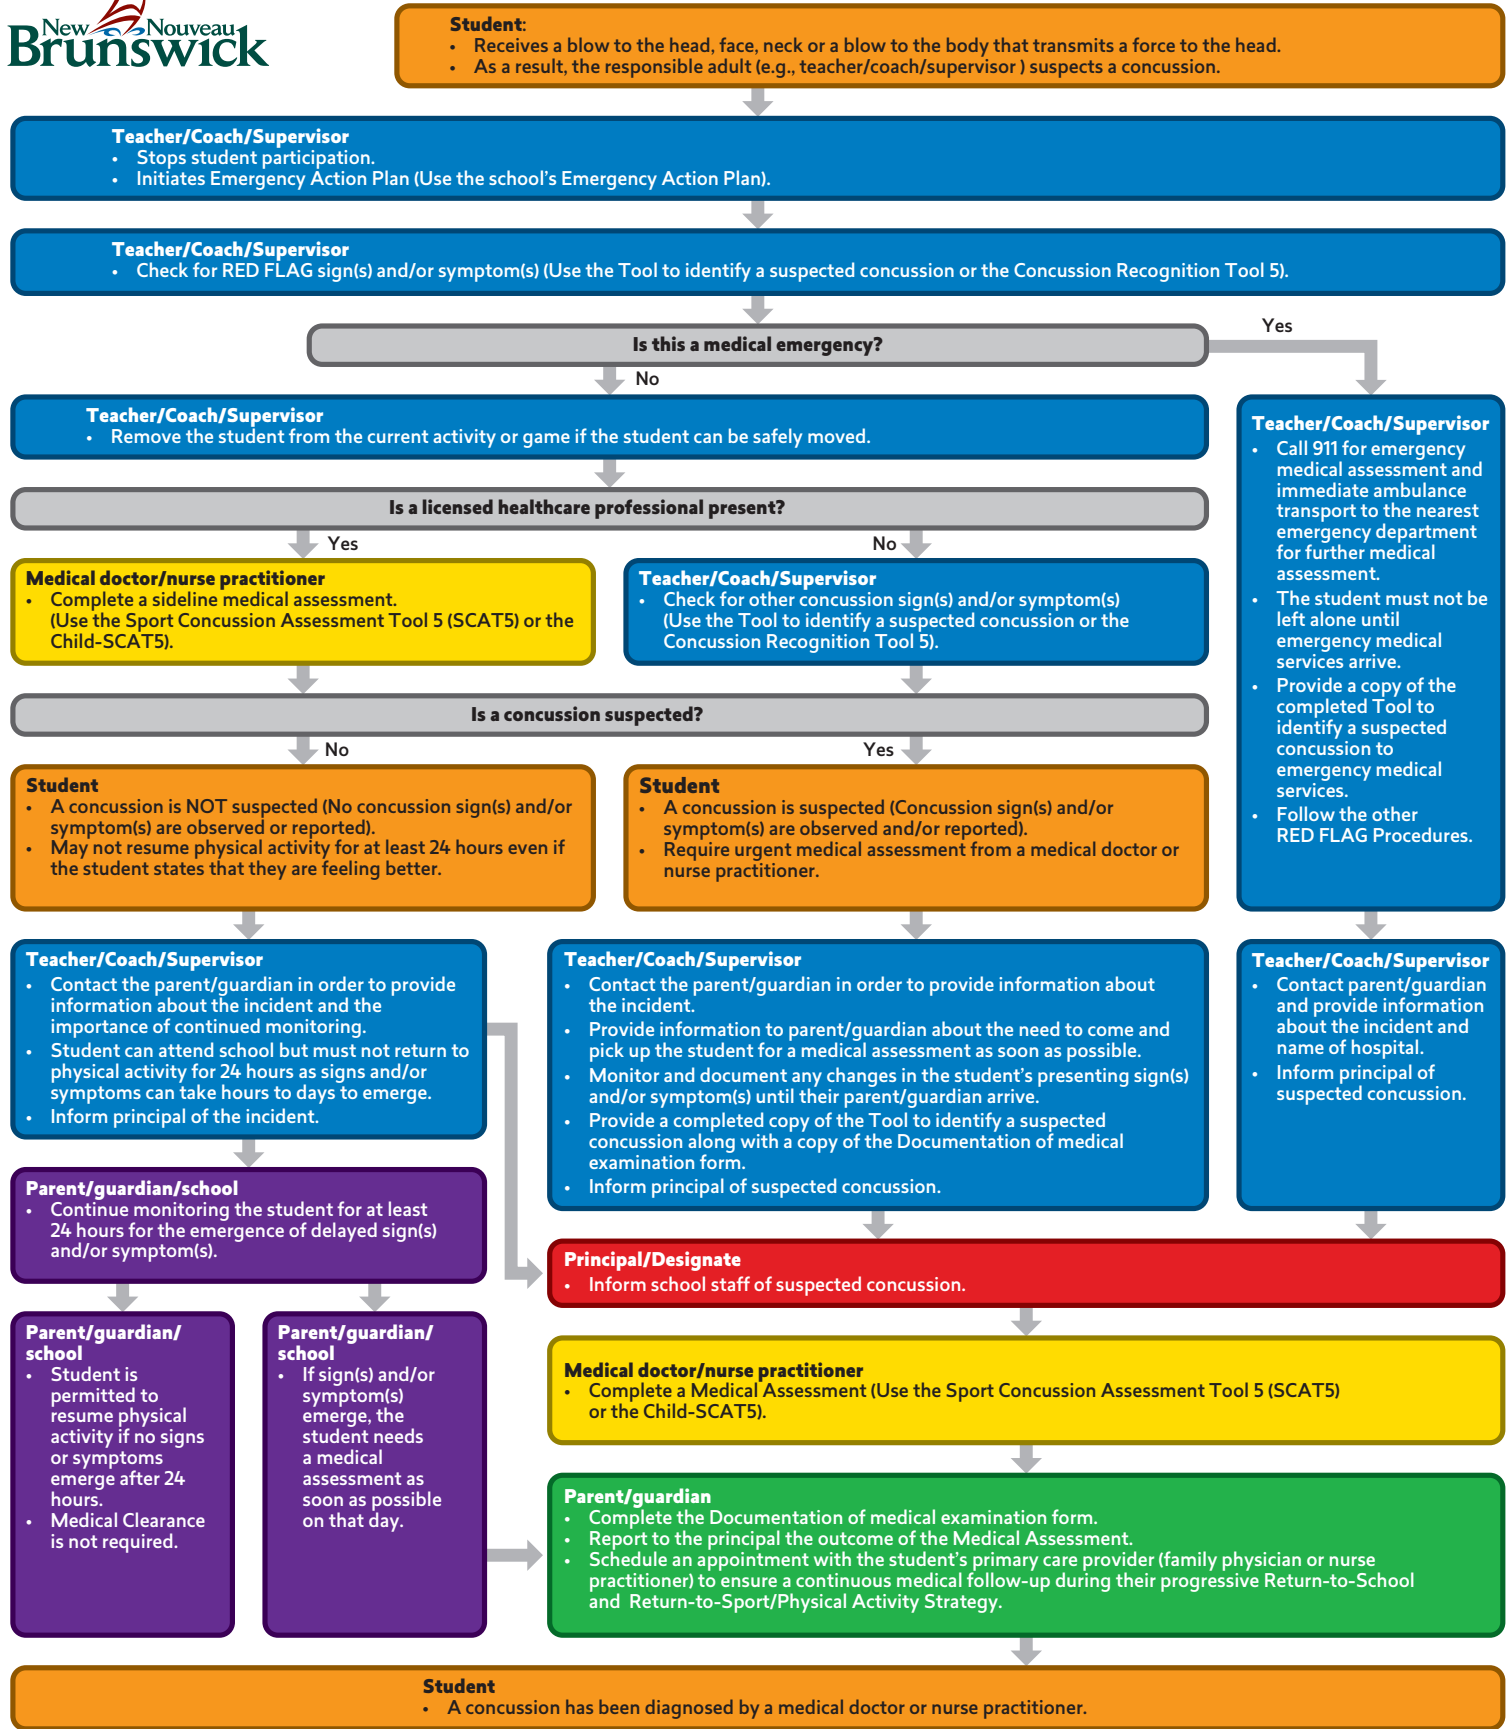 New Nouveau
Brunswick
Student:
• Receives a blow to the head, face, neck or a blow to the body that transmits a force to the head.
• As a result, the responsible adult (e.g., teacher/coach/supervisor ) suspects a concussion.
Teacher/Coach/Supervisor
• Stops student participation.
• Initiates Emergency Action Plan (Use the school's Emergency Action Plan).
Teacher/Coach/Supervisor
• Check for RED FLAG sign(s) and/or symptom(s) (Use the Tool to identify a suspected concussion or the Concussion Recognition Tool 5).
Is this a medical emergency?
Yes
No
Teacher/Coach/Supervisor
• Remove the student from the current activity or game if the student can be safely moved.
Teacher/Coach/Supervisor
• Call 911 for emergency
medical assessment and
immediate ambulance
transport to the nearest
emergency department
for further medical
assessment.
• The student must not be
left alone until
emergency medical
services arrive.
• Provide a copy of the
completed Tool to
identify a suspected
concussion to
emergency medical
services.
• Follow the other
RED FLAG Procedures.
Is a licensed healthcare professional present?
Yes
No
Medical doctor/nurse practitioner
• Complete a sideline medical assessment.
(Use the Sport Concussion Assessment Tool 5 (SCAT5) or the
Child-SCAT5).
Teacher/Coach/Supervisor
• Check for other concussion sign(s) and/or symptom(s)
(Use the Tool to identify a suspected concussion or the
Concussion Recognition Tool 5).
Is a concussion suspected?
No
Yes
Student
• A concussion is NOT suspected (No concussion sign(s) and/or
symptom(s) are observed or reported).
• May not resume physical activity for at least 24 hours even if
the student states that they are feeling better.
Student
• A concussion is suspected (Concussion sign(s) and/or
symptom(s) are observed and/or reported).
• Require urgent medical assessment from a medical doctor or
nurse practitioner.
Teacher/Coach/Supervisor
• Contact the parent/guardian in order to provide
information about the incident and the
importance of continued monitoring.
• Student can attend school but must not return to
physical activity for 24 hours as signs and/or
symptoms can take hours to days to emerge.
• Inform principal of the incident.
Teacher/Coach/Supervisor
• Contact the parent/guardian in order to provide information about
the incident.
• Provide information to parent/guardian about the need to come and
pick up the student for a medical assessment as soon as possible.
• Monitor and document any changes in the student's presenting sign(s)
and/or symptom(s) until their parent/guardian arrive.
• Provide a completed copy of the Tool to identify a suspected
concussion along with a copy of the Documentation of medical
examination form.
• Inform principal of suspected concussion.
Teacher/Coach/Supervisor
• Contact parent/guardian
and provide information
about the incident and
name of hospital.
• Inform principal of
suspected concussion.
Parent/guardian/school
• Continue monitoring the student for at least
24 hours for the emergence of delayed sign(s)
and/or symptom(s).
Principal/Designate
• Inform school staff of suspected concussion.
Parent/guardian/
school
• Student is
permitted to
resume physical
activity if no signs
or symptoms
emerge after 24
hours.
• Medical Clearance
is not required.
Parent/guardian/
school
• If sign(s) and/or
symptom(s)
emerge, the
student needs
a medical
assessment as
soon as possible
on that day.
Medical doctor/nurse practitioner
• Complete a Medical Assessment (Use the Sport Concussion Assessment Tool 5 (SCAT5)
or the Child-SCAT5).
Parent/guardian
• Complete the Documentation of medical examination form.
• Report to the principal the outcome of the Medical Assessment.
• Schedule an appointment with the student's primary care provider (family physician or nurse
practitioner) to ensure a continuous medical follow-up during their progressive Return-to-School
and Return-to-Sport/Physical Activity Strategy.
Student
• A concussion has been diagnosed by a medical doctor or nurse practitioner.